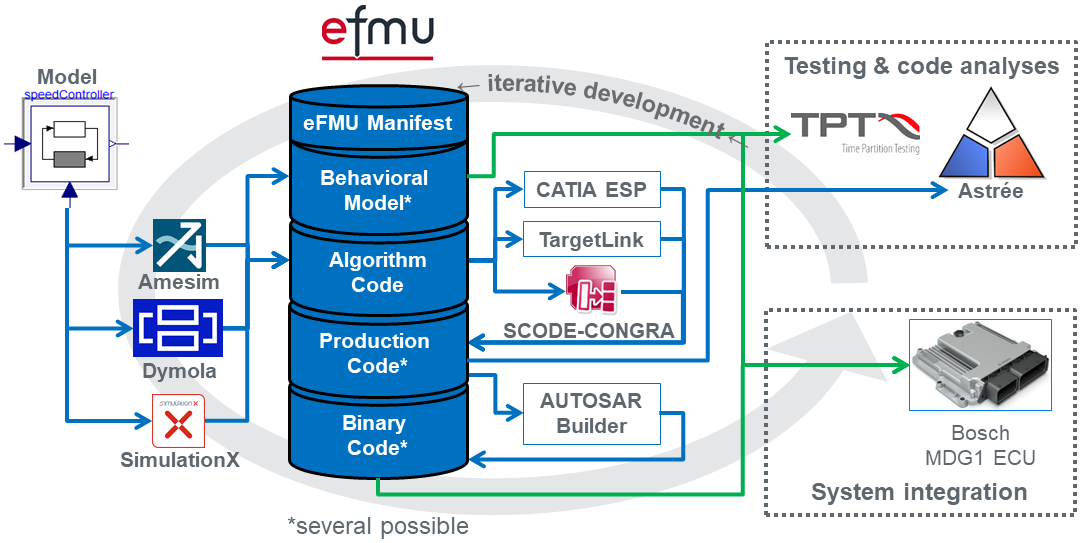 efmu
Model
speedController
← iterative development ←
Testing & code analyses
TPT
Time Partition Testing
Astrée
eFMU Manifest
Behavioral
Model*
Algorithm
Code
Production
Code*
Binary
Code*
CATIA ESP
TargetLink
SCODE-CONGRA
AUTOSAR
Builder
Amesim
Dymola
SIMULATION X
SimulationX
Bosch
MDG1 ECU
System integration
*several possible